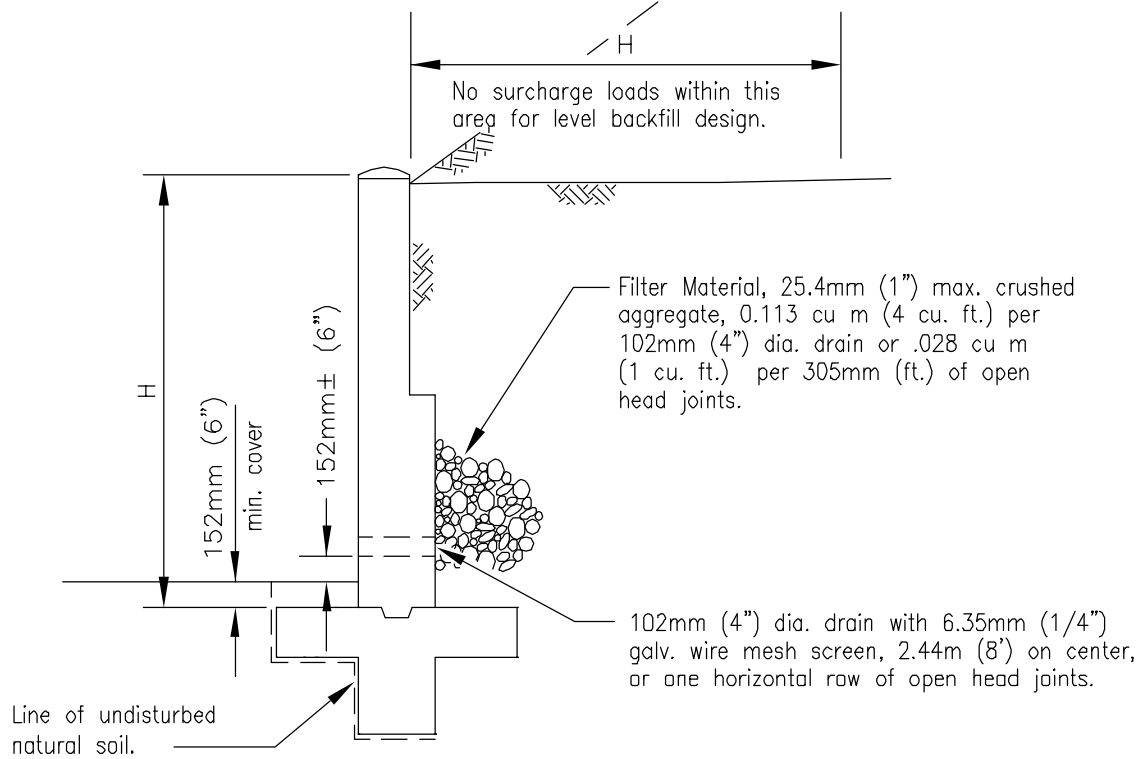 H
No surcharge loads within this
area for level backfill design.
Filter Material, 25.4mm (1") max. crushed
aggregate, 0.113 cu m (4 cu. ft.) per
102mm (4") dia. drain or .028 cu m
(1 cu. ft.) per 305mm (ft.) of open
head joints.
H
152mm (6")
min. cover
152mm± (6")
102mm (4") dia. drain with 6.35mm (1/4")
galv. wire mesh screen, 2.44m (8') on center,
or one horizontal row of open head joints.
Line of undisturbed
natural soil.